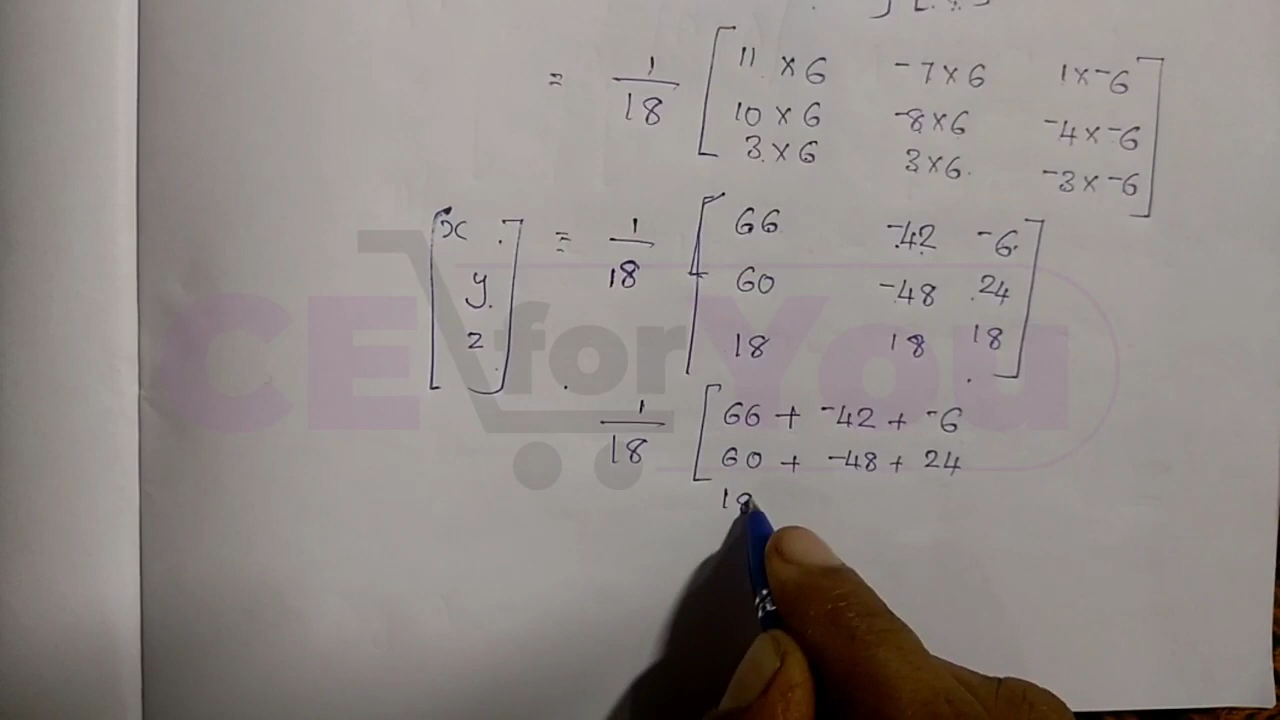 = 1/18 [ 11 × 6 -7 × 6 1 × -6
10 × 6 -8 × 6 -4 × -6
3 × 6 3 × 6. -3 × -6 ]
[ x y z ] = 1/18 [ 66 -42 -6
60 -48 24
18 18 18 ]
1/18 [ 66 + -42 + -6
60 + -48 + 24
18
CE for You